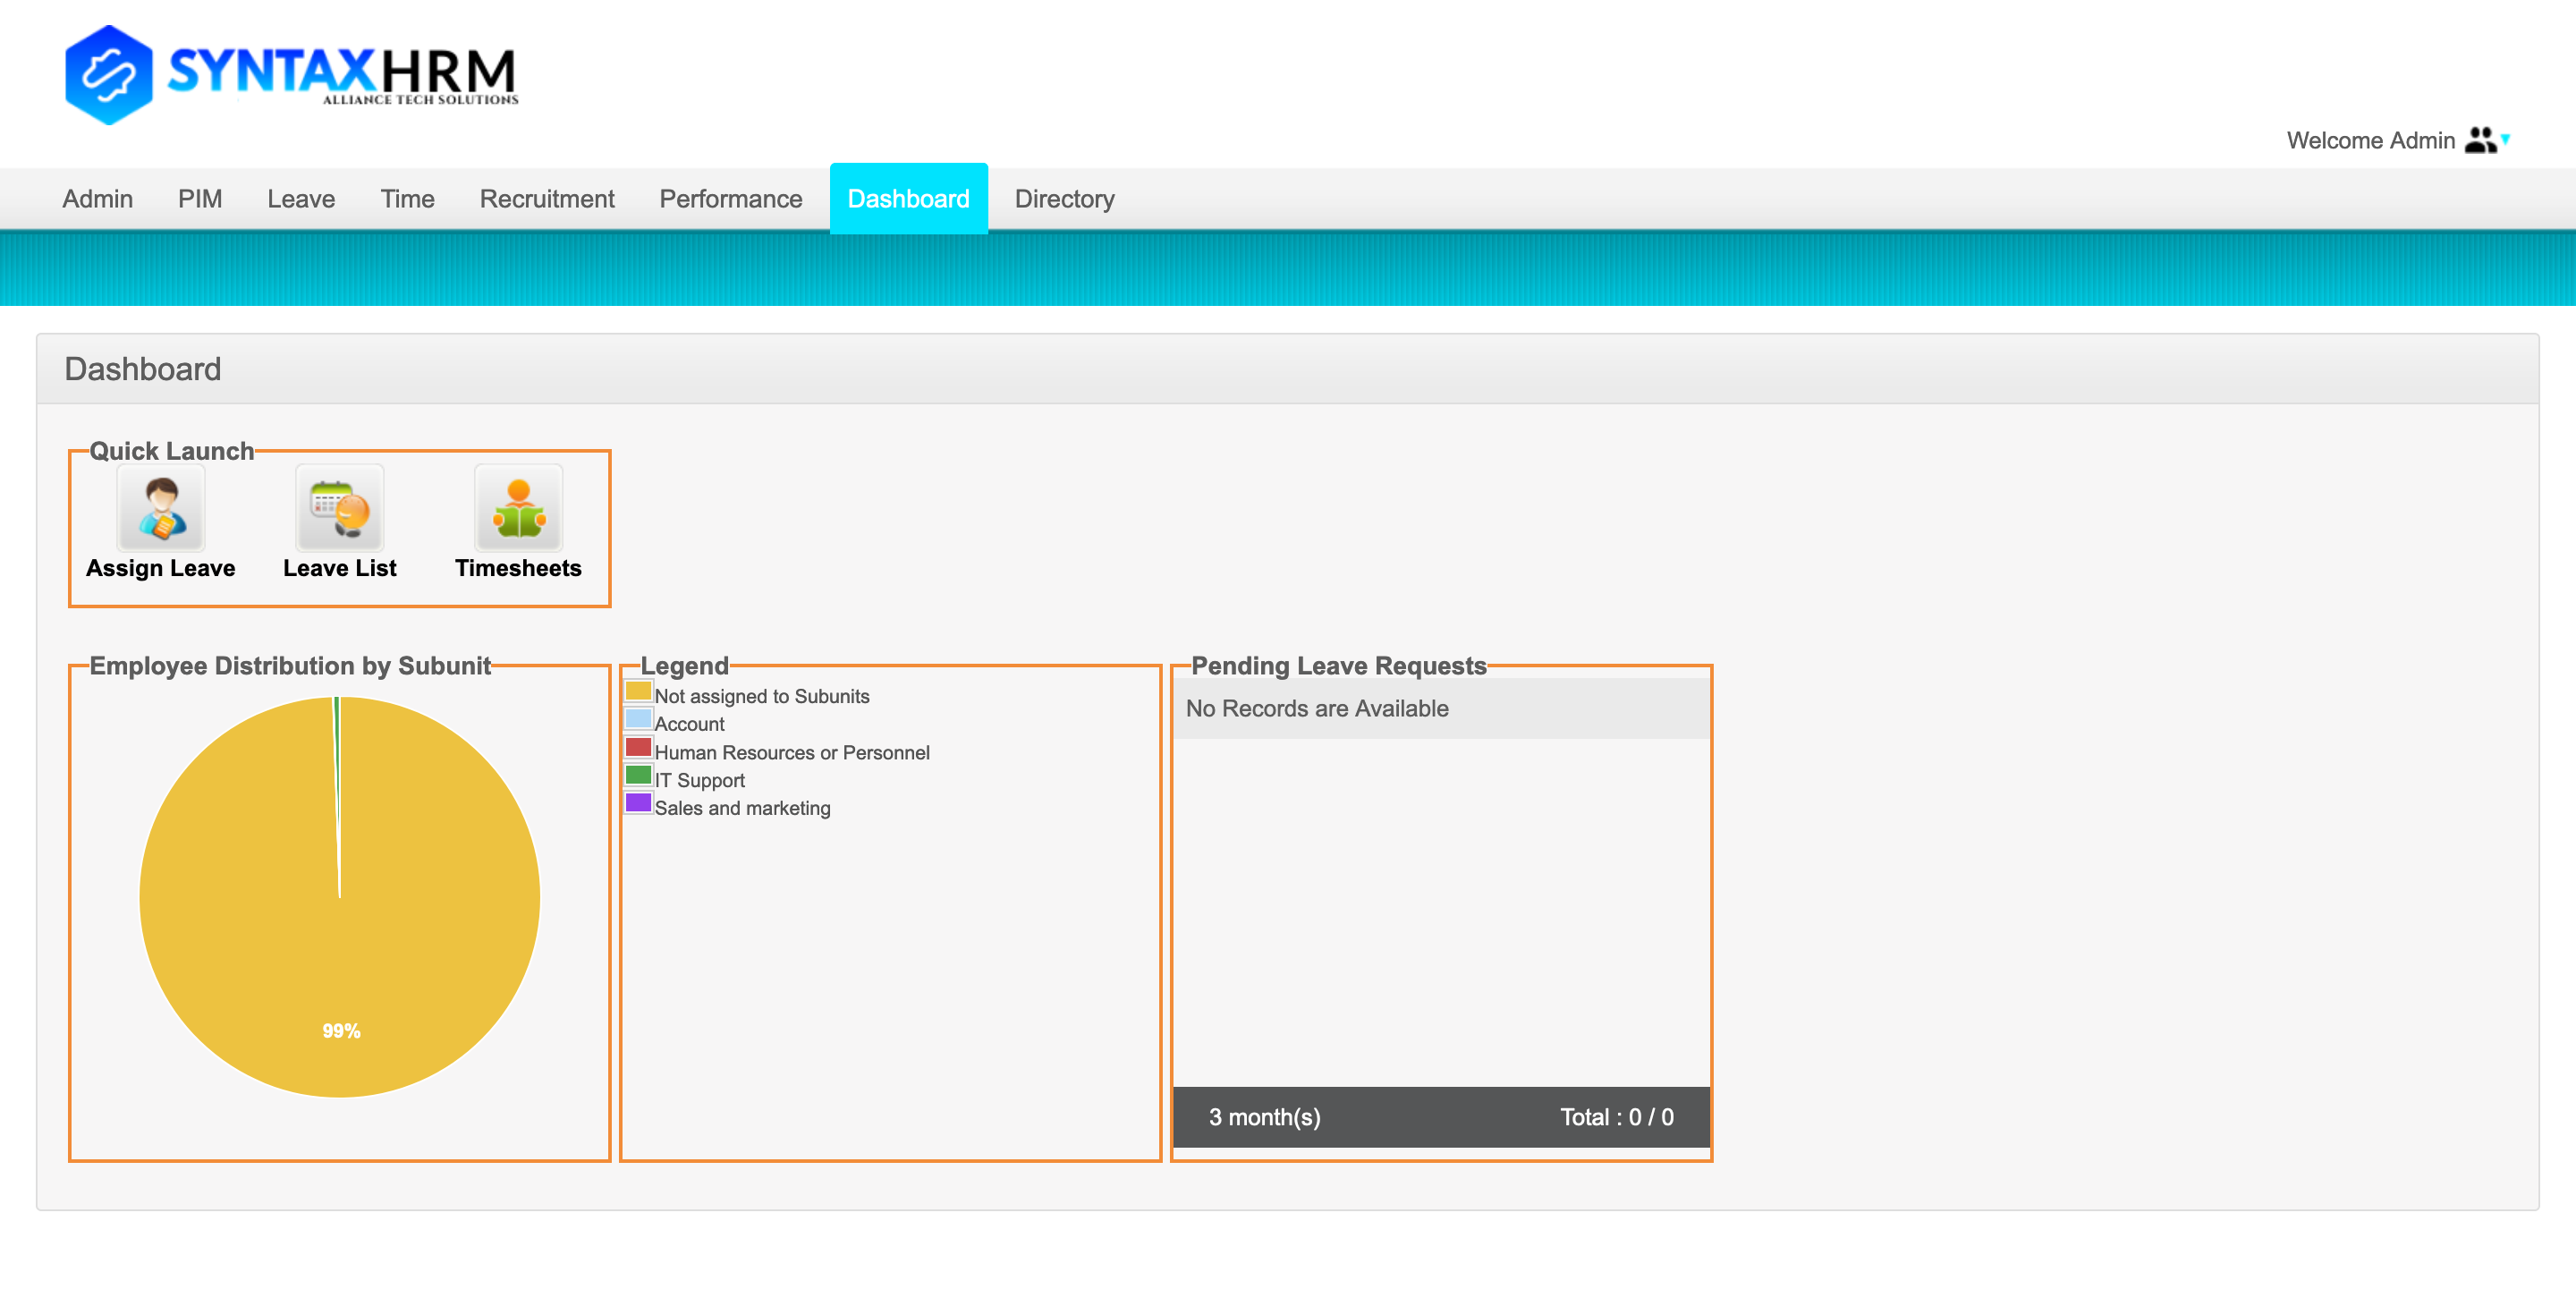 SYNTAXHRM
ALLIANCE TECH SOLUTIONS
Welcome Admin
Admin PIM Leave Time Recruitment Performance Dashboard Directory
Dashboard
Quick Launch
Assign Leave Leave List Timesheets
Employee Distribution by Subunit
99%
Legend
Not assigned to Subunits
Account
Human Resources or Personnel
IT Support
Sales and marketing
Pending Leave Requests
No Records are Available
3 month(s) Total : 0 / 0